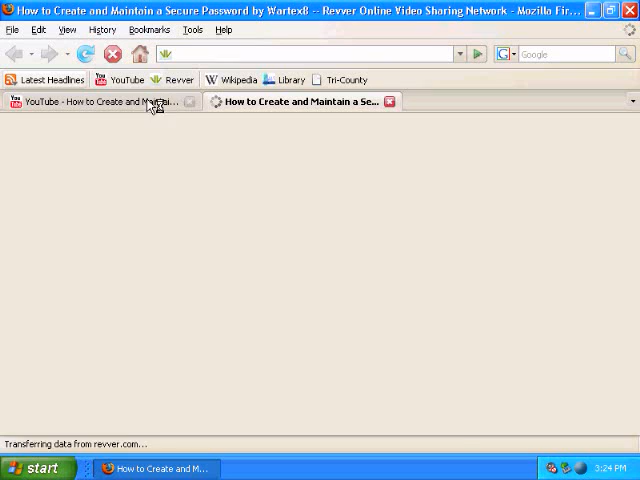 How to Create and Maintain a Secure Password by Wartex8 -- Revver Online Video Sharing Network - Mozilla Fir...
File Edit View History Bookmarks Tools Help
G Google
Latest Headlines YouTube Revver W Wikipedia Library Tri-County
YouTube - How to Create and Maintai... How to Create and Maintain a Se...
Transferring data from revver.com...
start How to Create and M... 3:24 PM